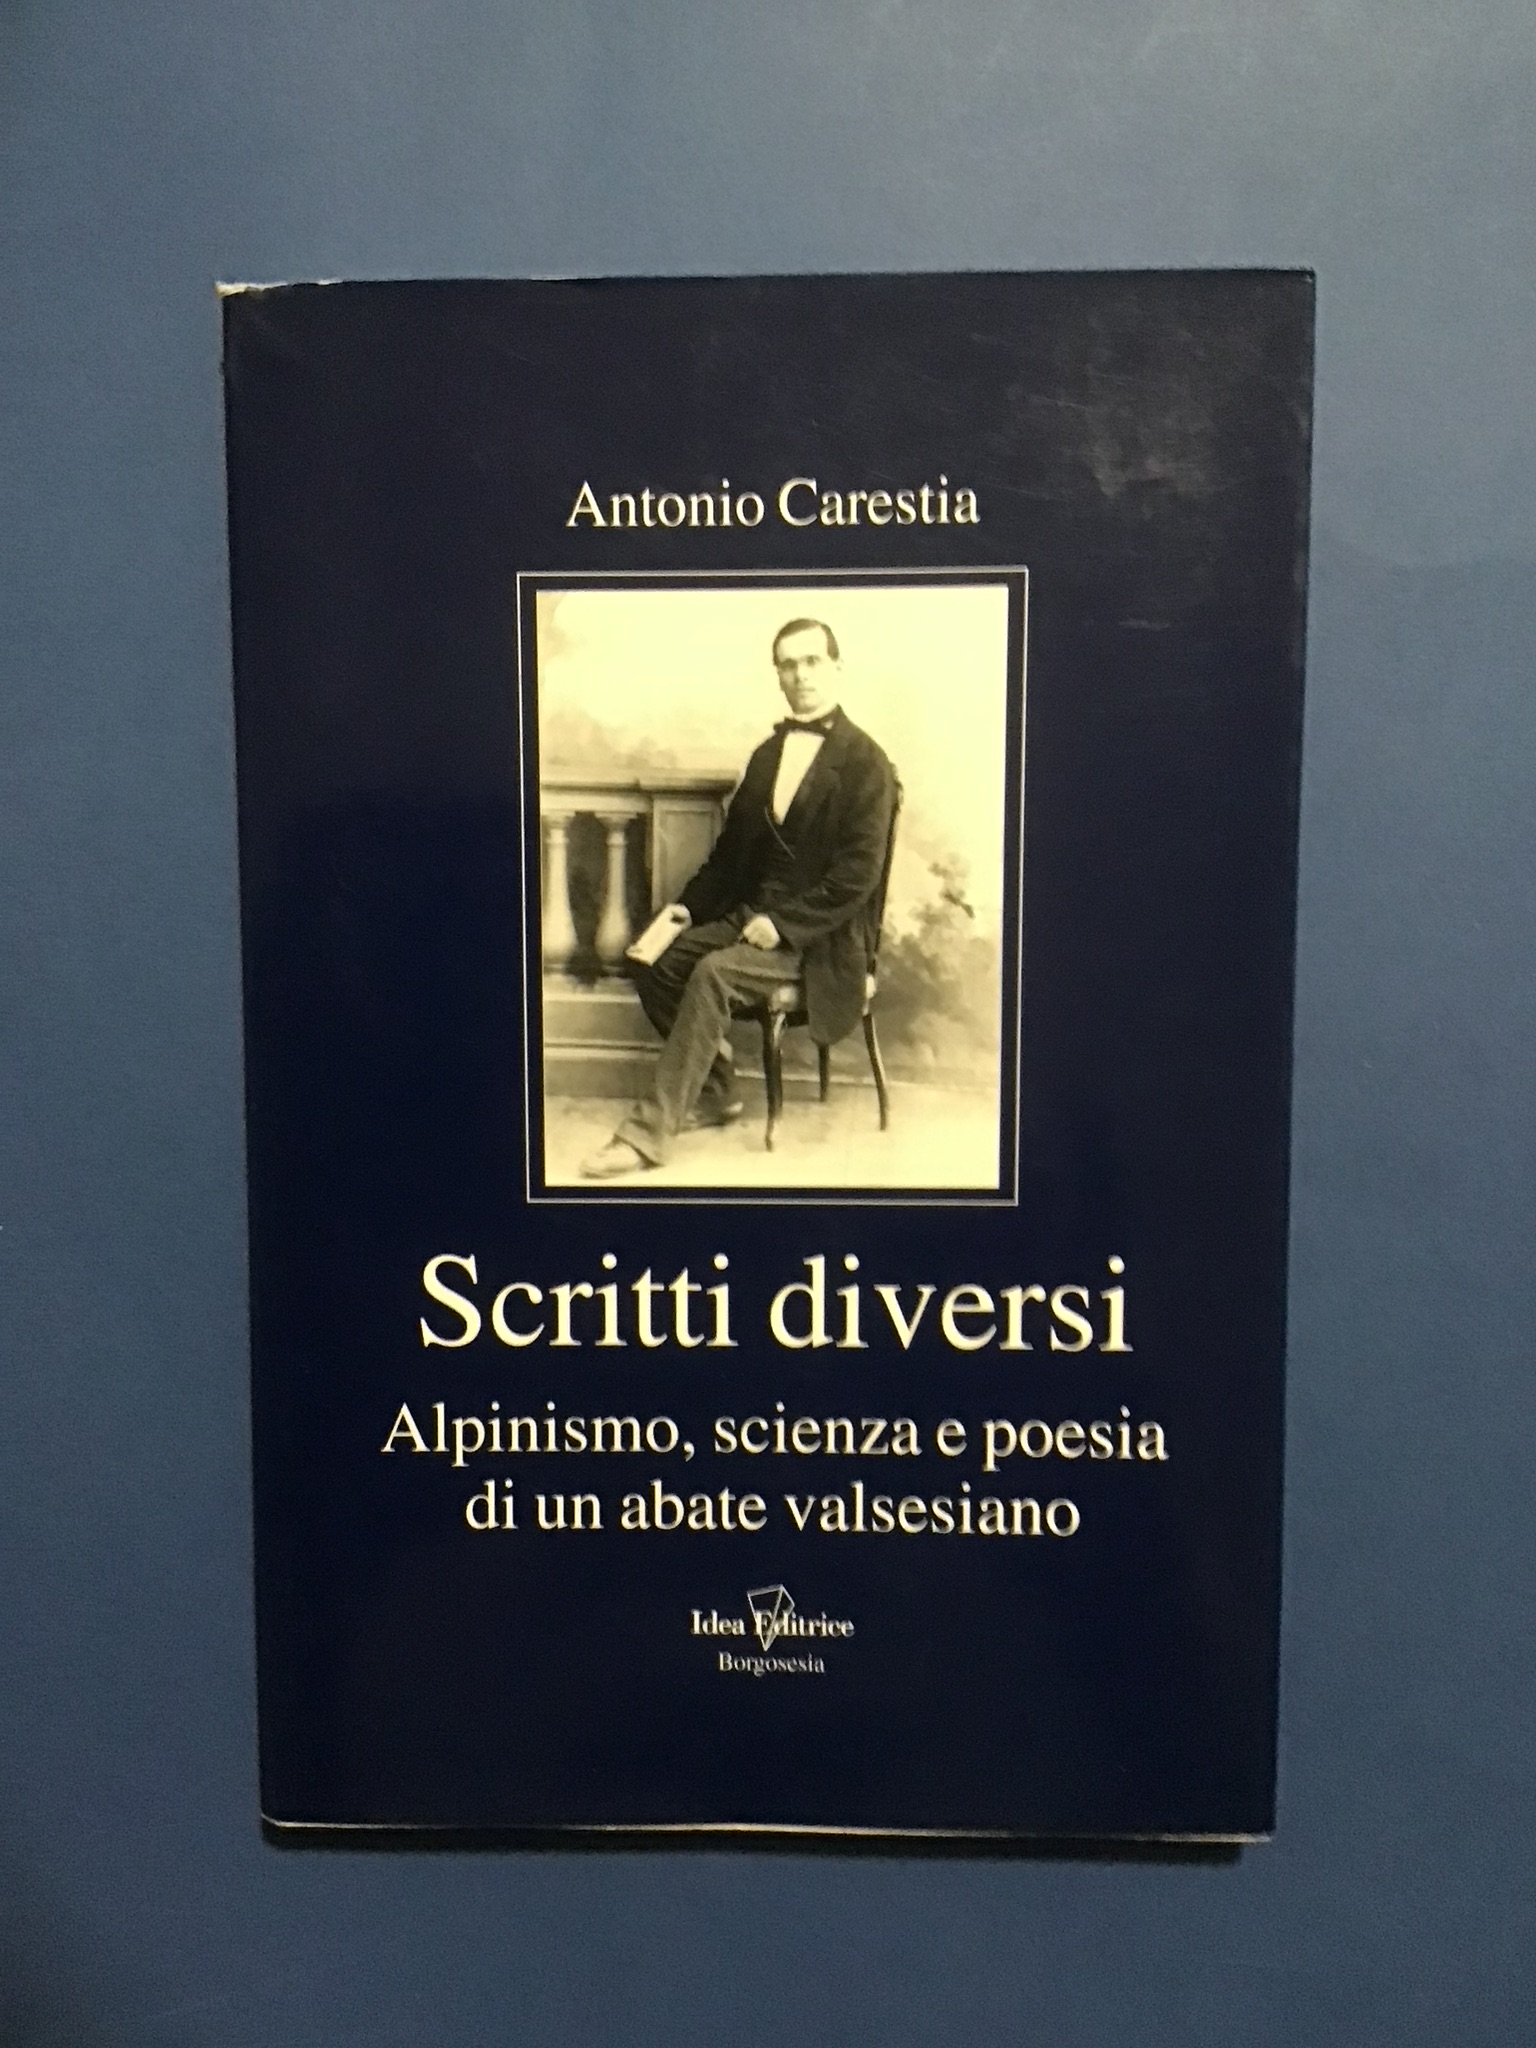 Antonio Carestia
Scritti diversi
Alpinismo, scienza e poesia
di un abate valsesiano
Idea Editrice
Borgosesia